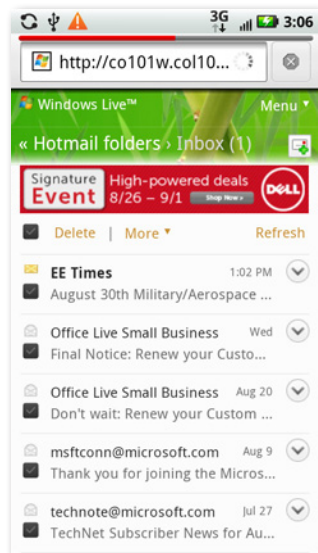 3G 3:06
http://co101w.col10...
Windows Live™ Menu
« Hotmail folders › Inbox (1)
Signature Event High-powered deals 8/26 – 9/1 Shop Now > DELL
Delete | More Refresh
EE Times 1:02 PM
August 30th Military/Aerospace ...
Office Live Small Business Wed
Final Notice: Renew your Custo...
Office Live Small Business Aug 20
Don't wait: Renew your Custom ...
msftconn@microsoft.com Aug 9
Thank you for joining the Micros...
technote@microsoft.com Jul 27
TechNet Subscriber News for Au...